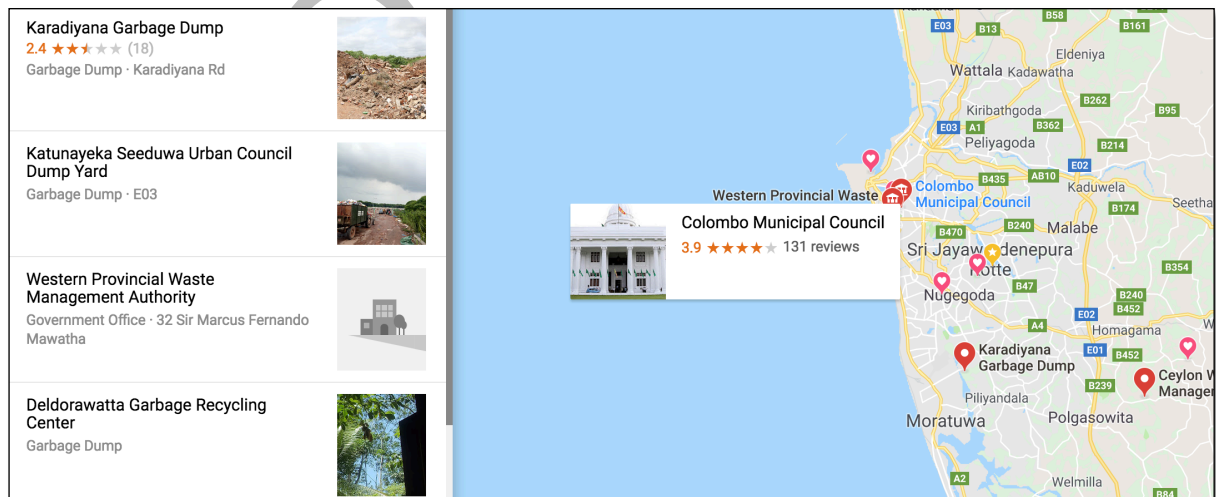 Karadiyana Garbage Dump
2.4 ★★★★★ (18)
Garbage Dump · Karadiyana Rd
Katunayeka Seeduwa Urban Council
Dump Yard
Garbage Dump · E03
Western Provincial Waste
Management Authority
Government Office · 32 Sir Marcus Fernando
Mawatha
Deldorawatta Garbage Recycling
Center
Garbage Dump
B58
E03
B13
B161
Eldeniya
Wattala
Kadawatha
B262
B95
Kiribathgoda
E03
A1
B362
Peliyagoda
B214
E02
B435
AB10
Kaduwela
Western Provincial Waste
Colombo
Municipal Council
B174
Seetha
Colombo Municipal Council
3.9 ★★★★★ 131 reviews
B470
B240
Malabe
Sri Jayaw denepura
Kotte
B354
B47
Nugegoda
B240
B452
E02
A4
Homagama
Karadiyana
Garbage Dump
E01
B452
B239
Ceylon W
Manager
Piliyandala
Moratuwa
Polgasowita
A2
Welmilla
B84